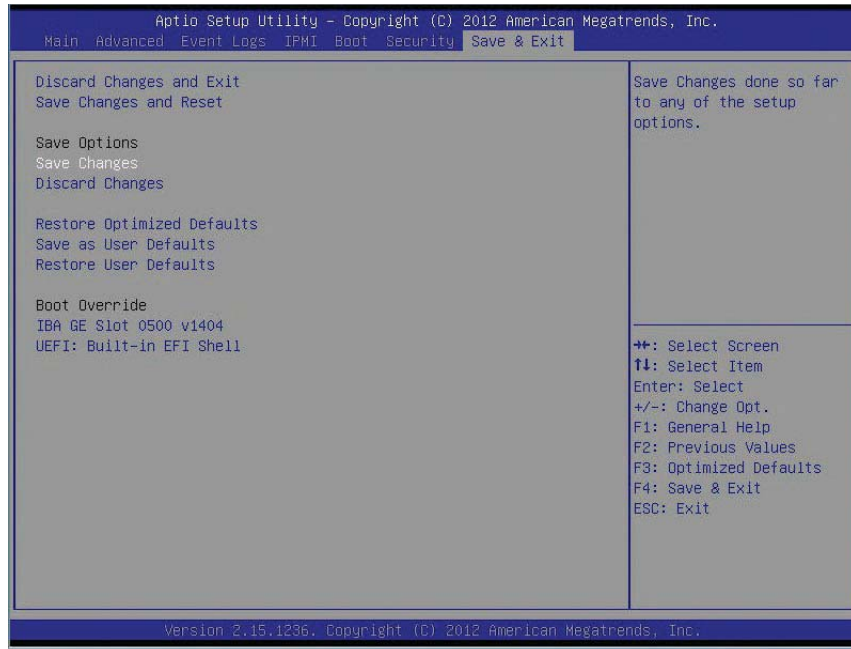 Aptio Setup Utility – Copyright (C) 2012 American Megatrends, Inc.
Main Advanced Event Logs IPMI Boot Security Save & Exit
Discard Changes and Exit
Save Changes and Reset
Save Options
Save Changes
Discard Changes
Restore Optimized Defaults
Save as User Defaults
Restore User Defaults
Boot Override
IBA GE Slot 0500 v1404
UEFI: Built-in EFI Shell
Save Changes done so far
to any of the setup
options.
→←: Select Screen
↑↓: Select Item
Enter: Select
+/-: Change Opt.
F1: General Help
F2: Previous Values
F3: Optimized Defaults
F4: Save & Exit
ESC: Exit
Version 2.15.1236. Copyright (C) 2012 American Megatrends, Inc.